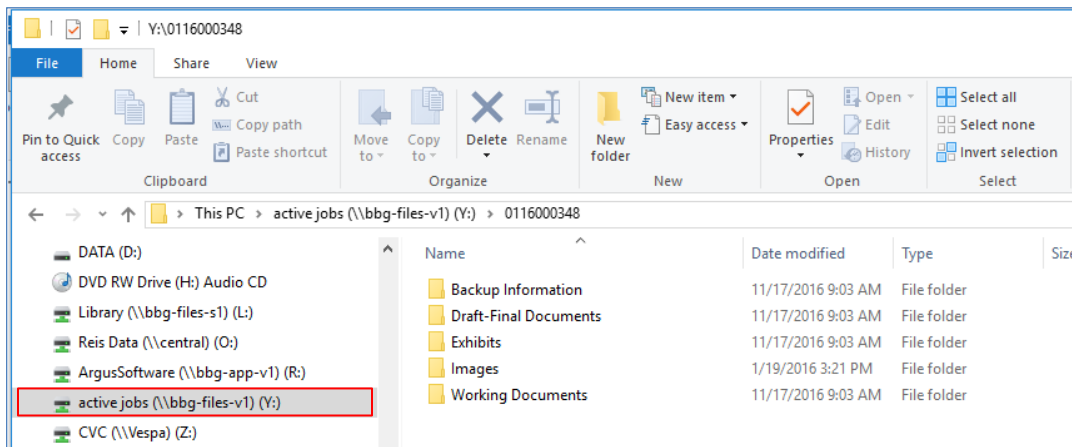 Y:\0116000348
File Home Share View
Pin to Quick access
Copy
Paste
Cut
Copy path
Paste shortcut
Clipboard
Move to
Copy to
Delete
Rename
Organize
New folder
New item
Easy access
New
Properties
Open
Edit
History
Open
Select all
Select none
Invert selection
Select
This PC > active jobs (\\bbg-files-v1) (Y:) > 0116000348
DATA (D:)
DVD RW Drive (H:) Audio CD
Library (\\bbg-files-s1) (L:)
Reis Data (\\central) (O:)
ArgusSoftware (\\bbg-app-v1) (R:)
active jobs (\\bbg-files-v1) (Y:)
CVC (\\Vespa) (Z:)
Name Date modified Type Size
Backup Information 11/17/2016 9:03 AM File folder
Draft-Final Documents 11/17/2016 9:03 AM File folder
Exhibits 11/17/2016 9:03 AM File folder
Images 1/19/2016 3:21 PM File folder
Working Documents 11/17/2016 9:03 AM File folder